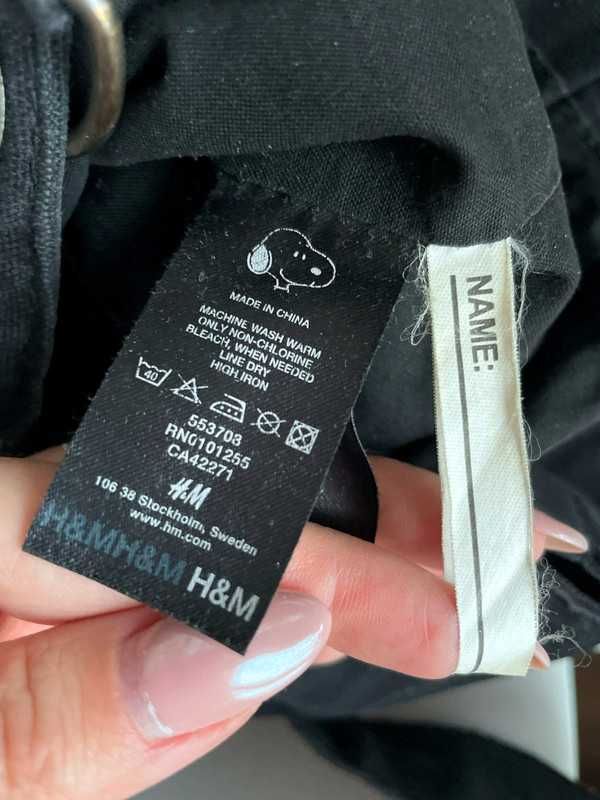 MADE IN CHINA
MACHINE WASH WARM
ONLY NON-CHLORINE
BLEACH, WHEN NEEDED
LINE DRY
HIGH IRON
40
553708
RN0101255
CA42271
H&M
106 38 Stockholm, Sweden
www.hm.com
H&MH&M H&M
NAME: